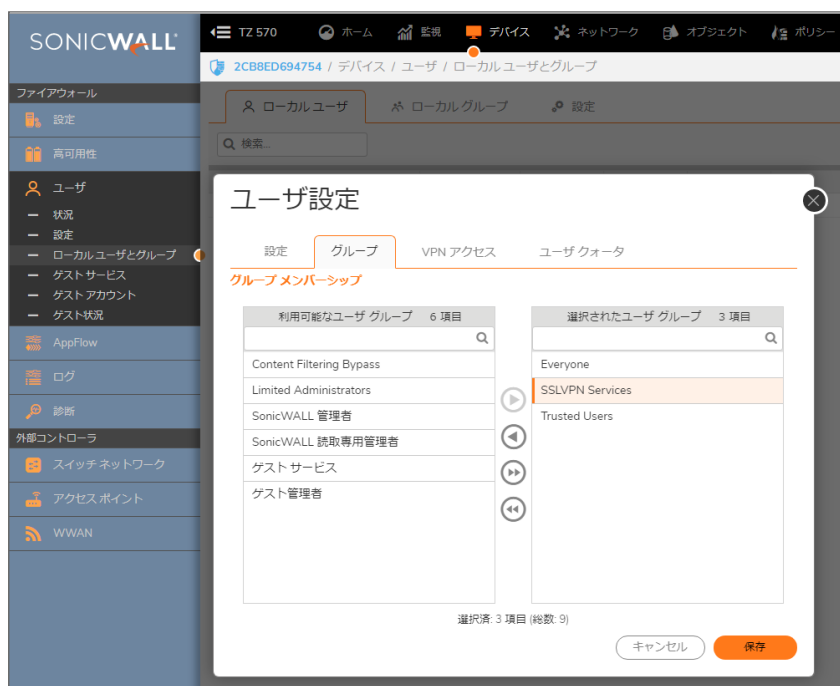 SONICWALL
TZ 570
ホーム
監視
デバイス
ネットワーク
オブジェクト
ポリシー
2CB8ED694754 / デバイス / ユーザ / ローカル ユーザとグループ
ファイアウォール
設定
高可用性
ユーザ
状況
設定
ローカル ユーザとグループ
ゲスト サービス
ゲスト アカウント
ゲスト状況
AppFlow
ログ
診断
外部コントローラ
スイッチ ネットワーク
アクセス ポイント
WWAN
ローカル ユーザ
ローカル グループ
設定
検索...
ユーザ設定
設定
グループ
VPN アクセス
ユーザ クォータ
グループ メンバーシップ
利用可能なユーザ グループ 6 項目
Content Filtering Bypass
Limited Administrators
SonicWALL 管理者
SonicWALL 読取専用管理者
ゲスト サービス
ゲスト管理者
選択されたユーザ グループ 3 項目
Everyone
SSLVPN Services
Trusted Users
選択済: 3 項目 (総数: 9)
キャンセル
保存